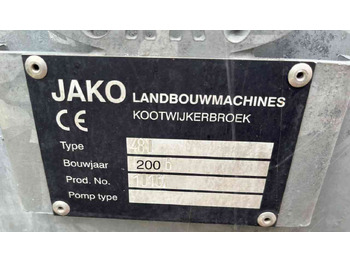 JAKO LANDBOUWMACHINES
KOOTWIJKERBROEK
CE
Type
Bouwjaar 200
Prod. No.
Pomp type